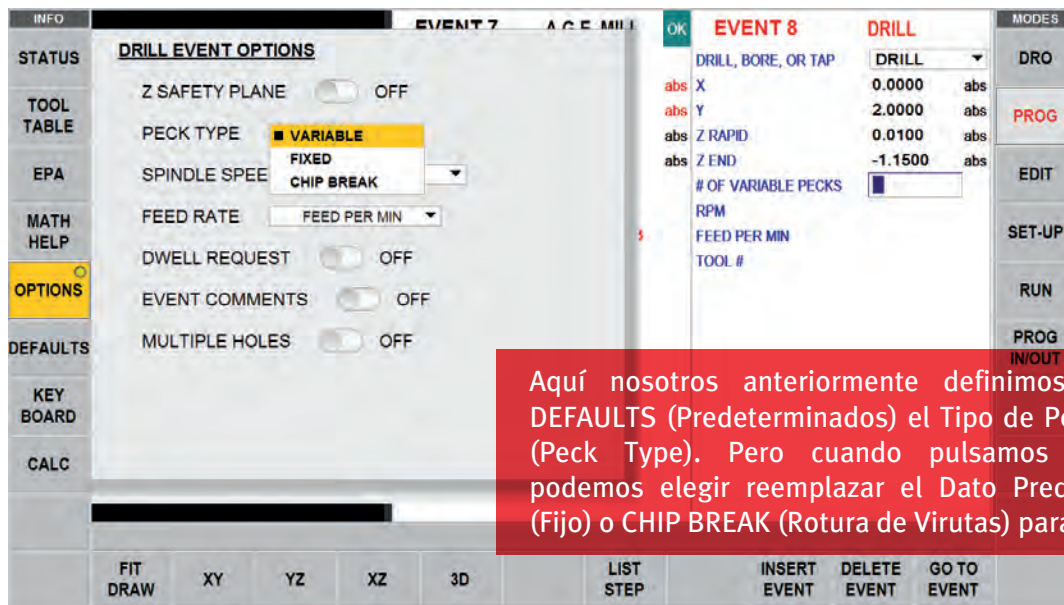 INFO
STATUS
TOOL
TABLE
EPA
MATH
HELP
OPTIONS
DEFAULTS
KEY
BOARD
CALC
EVENT 7 A.G.E. MILL
DRILL EVENT OPTIONS
Z SAFETY PLANE OFF
PECK TYPE
VARIABLE
FIXED
CHIP BREAK
SPINDLE SPEE
FEED RATE FEED PER MIN
DWELL REQUEST OFF
EVENT COMMENTS OFF
MULTIPLE HOLES OFF
abs
abs
abs
abs
OK
EVENT 8 DRILL
DRILL, BORE, OR TAP DRILL
X 0.0000 abs
Y 2.0000 abs
Z RAPID 0.0100 abs
Z END -1.1500 abs
# OF VARIABLE PECKS
RPM
FEED PER MIN
TOOL #
MODES
DRO
PROG
EDIT
SET-UP
RUN
PROG
IN/OUT
Aquí nosotros anteriormente definimos
DEFAULTS (Predeterminados) el Tipo de
(Peck Type). Pero cuando pulsamos
podemos elegir reemplazar el Dato
(Fijo) o CHIP BREAK (Rotura de Virutas) para
FIT
DRAW
XY
YZ
XZ
3D
LIST
STEP
INSERT
EVENT
DELETE
EVENT
GO TO
EVENT